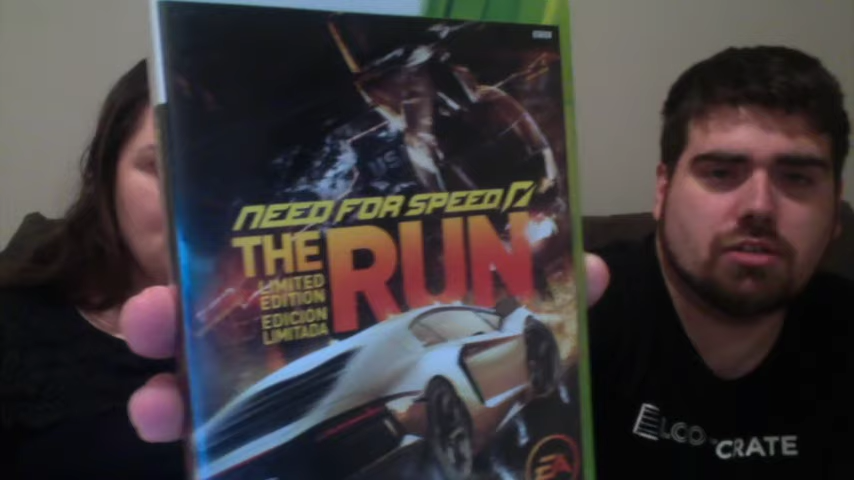 NEED FOR SPEED
THE RUN
LIMITED
EDITION
EDICION
LIMITADA
EA
CRATE